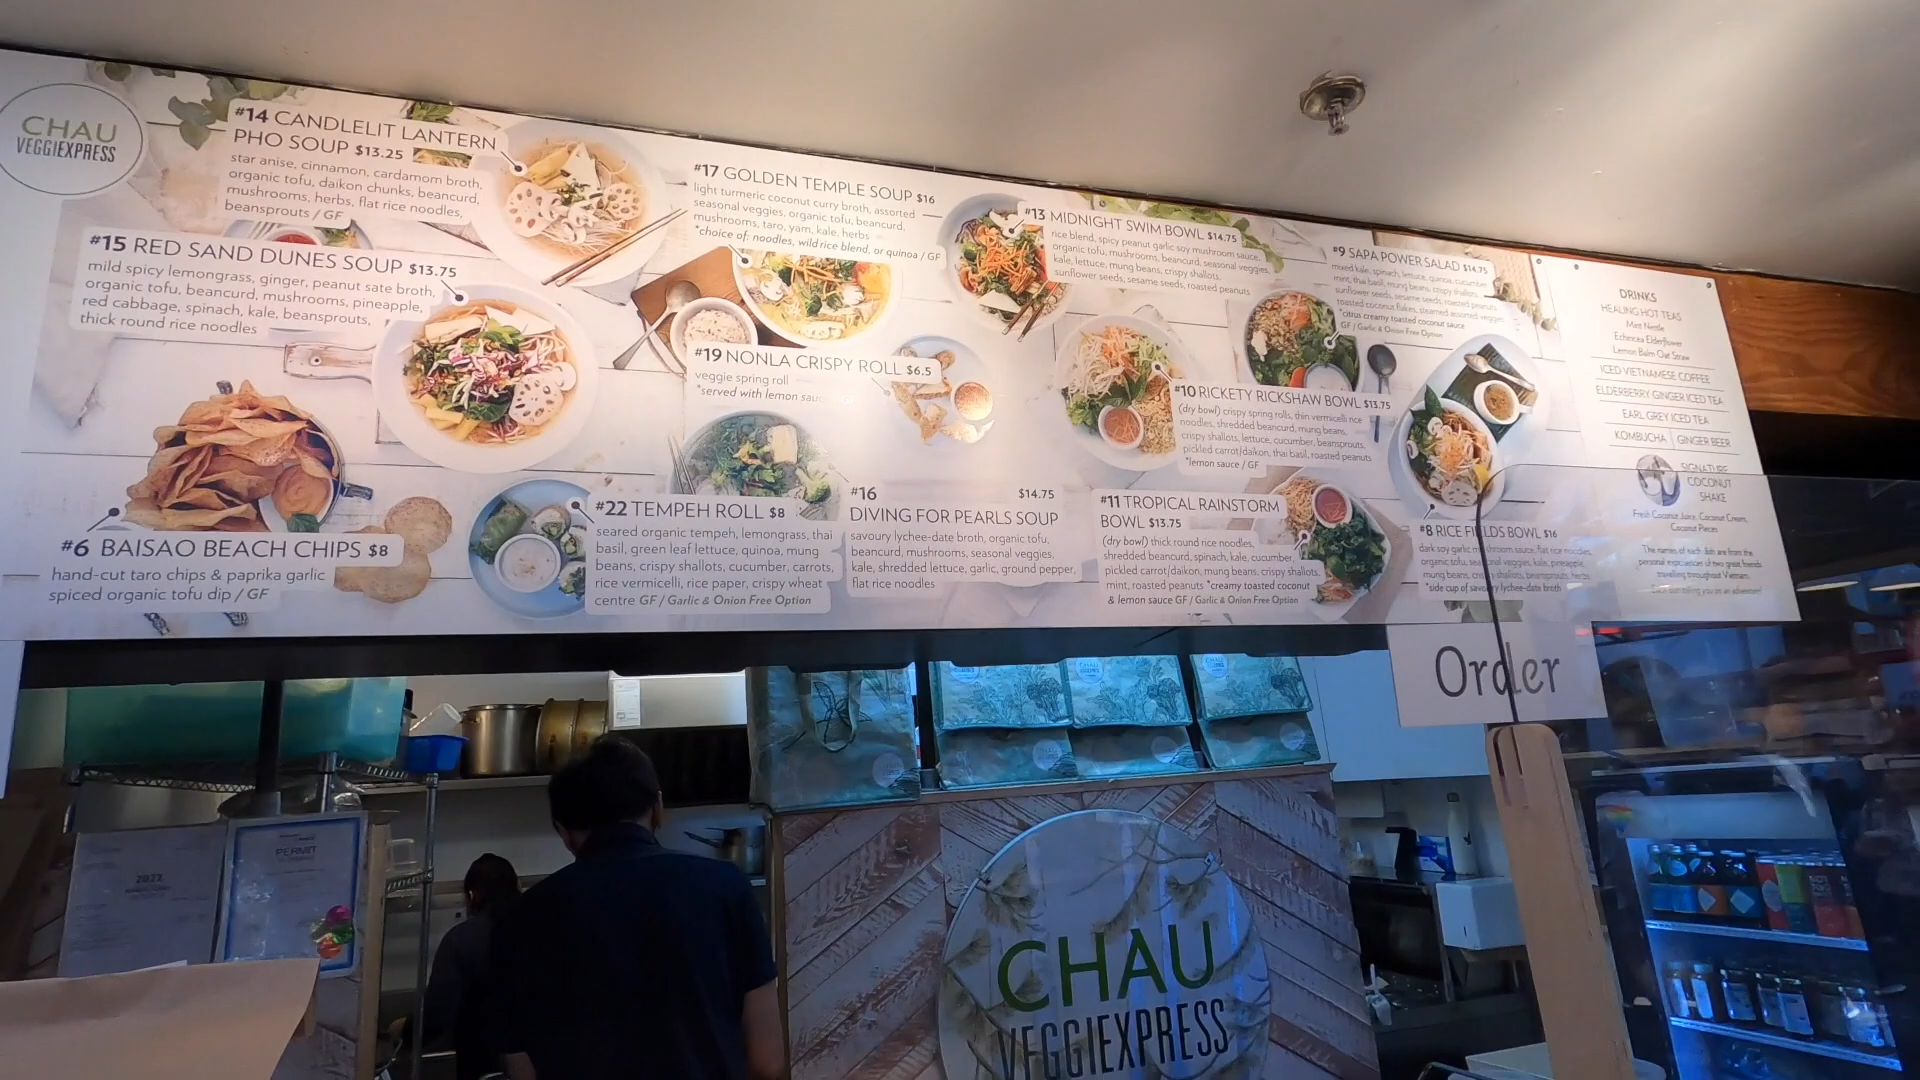 CHAU
VEGGIEXPRESS
#14 CANDLELIT LANTERN
PHO SOUP $13.25
star anise, cinnamon, cardamom broth,
organic tofu, daikon chunks, beancurd,
mushrooms, herbs, flat rice noodles,
beansprouts / GF
#15 RED SAND DUNES SOUP $13.75
mild spicy lemongrass, ginger, peanut sate broth,
organic tofu, beancurd, mushrooms, pineapple,
red cabbage, spinach, kale, beansprouts,
thick round rice noodles
#6 BAISAO BEACH CHIPS $8
hand-cut taro chips & paprika garlic
spiced organic tofu dip / GF
#17 GOLDEN TEMPLE SOUP $16
light turmeric coconut curry broth, assorted
seasonal veggies, organic tofu, beancurd,
mushrooms, taro, yam, kale, herbs
*choice of: noodles, wild rice blend, or quinoa / GF
#19 NONLA CRISPY ROLL $6.5
veggie spring roll
*served with lemon sauce
#22 TEMPEH ROLL $8
seared organic tempeh, lemongrass, thai
basil, green leaf lettuce, quinoa, mung
beans, crispy shallots, cucumber, carrots,
rice vermicelli, rice paper, crispy wheat
centre GF / Garlic & Onion Free Option
#16 $14.75
DIVING FOR PEARLS SOUP
savoury lychee-date broth, organic tofu,
beancurd, mushrooms, seasonal veggies,
kale, shredded lettuce, garlic, ground pepper,
flat rice noodles
#13 MIDNIGHT SWIM BOWL $14.75
rice blend, spicy peanut garlic soy mushroom sauce,
organic tofu, mushrooms, beancurd, seasonal veggies,
kale, lettuce, mung beans, crispy shallots,
sunflower seeds, sesame seeds, roasted peanuts
#10 RICKETY RICKSHAW BOWL $13.75
(dry bowl) crispy spring rolls, thin vermicelli rice
noodles, shredded beancurd, mung beans,
crispy shallots, lettuce, cucumber, beansprouts,
pickled carrot/daikon, thai basil, roasted peanuts
*lemon sauce / GF
#11 TROPICAL RAINSTORM
BOWL $13.75
(dry bowl) thick round rice noodles,
shredded beancurd, spinach, kale, cucumber,
pickled carrot/daikon, mung beans, crispy shallots,
mint, roasted peanuts *creamy toasted coconut
& lemon sauce GF / Garlic & Onion Free Option
#9 SAPA POWER SALAD $14.75
mixed kale, spinach, lettuce, quinoa, cucumber
mint, thai basil, mung beans, crispy shallots,
sunflower seeds, sesame seeds, roasted peanuts
toasted coconut flakes, steamed assorted veggies
*citrus creamy toasted coconut sauce
GF / Garlic & Onion Free Option
#8 RICE FIELDS BOWL $16
dark soy garlic mushroom sauce, flat rice noodles,
organic tofu, seasonal veggies, kale, pineapple,
mung beans, crispy shallots, beansprouts, herbs
*side cup of savoury lychee-date broth
DRINKS
HEALING HOT TEAS
Mint Nettle
Echincea Elderflower
Lemon Balm Oat Straw
ICED VIETNAMESE COFFEE
ELDERBERRY GINGER ICED TEA
EARL GREY ICED TEA
KOMBUCHA | GINGER BEER
SIGNATURE
COCONUT
SHAKE
Fresh Coconut Juice, Coconut Cream,
Coconut Pieces
The names of each dish are from the
personal experiences of two great friends
travelling throughout Vietnam.
Order
2022
PERMIT
CHAU
VEGGIEXPRESS